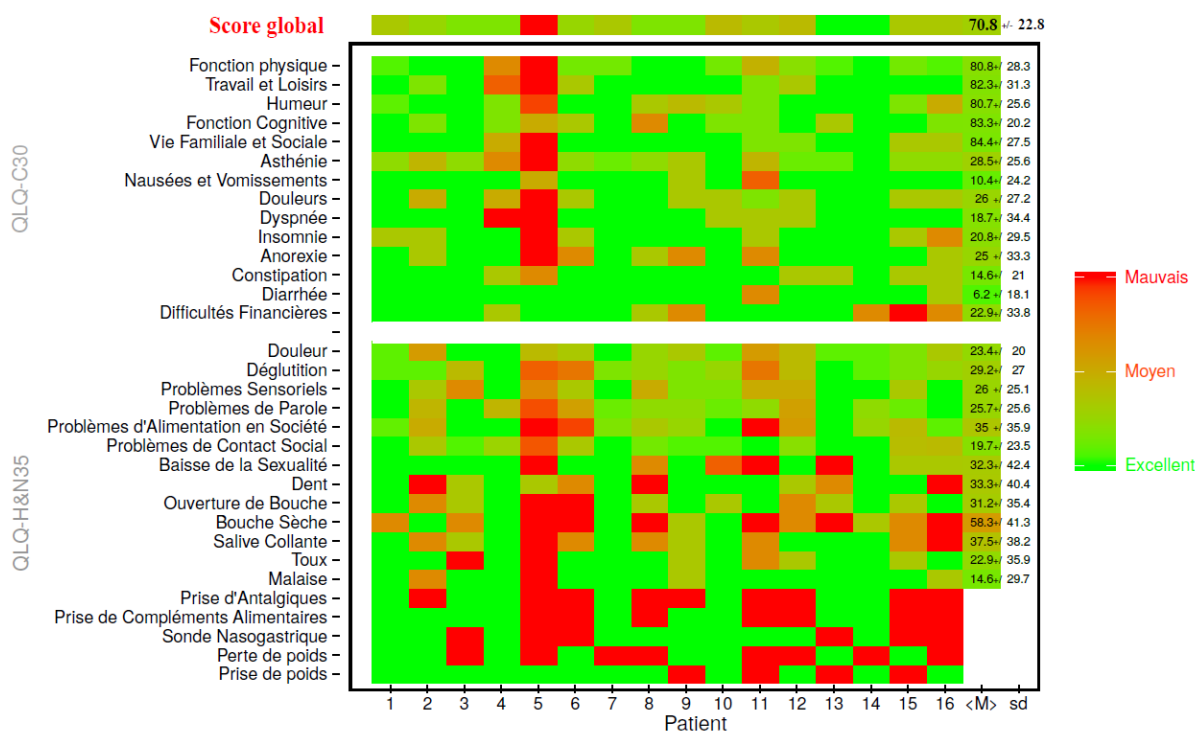 Score global 70.8 +/- 22.8
QLQ-C30
Fonction physique 80.8+/ 28.3
Travail et Loisirs 82.3+/ 31.3
Humeur 80.7+/ 25.6
Fonction Cognitive 83.3+/ 20.2
Vie Familiale et Sociale 84.4+/ 27.5
Asthénie 28.5+/ 25.6
Nausées et Vomissements 10.4+/ 24.2
Douleurs 26 +/ 27.2
Dyspnée 18.7+/ 34.4
Insomnie 20.8+/ 29.5
Anorexie 25 +/ 33.3
Constipation 14.6+/ 21
Diarrhée 6.2 +/ 18.1
Difficultés Financières 22.9+/ 33.8
QLQ-H&N35
Douleur 23.4+/ 20
Déglutition 29.2+/ 27
Problèmes Sensoriels 26 +/ 25.1
Problèmes de Parole 25.7+/ 25.6
Problèmes d'Alimentation en Société 35 +/ 35.9
Problèmes de Contact Social 19.7+/ 23.5
Baisse de la Sexualité 32.3+/ 42.4
Dent 33.3+/ 40.4
Ouverture de Bouche 31.2+/ 35.4
Bouche Sèche 58.3+/ 41.3
Salive Collante 37.5+/ 38.2
Toux 22.9+/ 35.9
Malaise 14.6+/ 29.7
Prise d'Antalgiques
Prise de Compléments Alimentaires
Sonde Nasogastrique
Perte de poids
Prise de poids
1 2 3 4 5 6 7 8 9 10 11 12 13 14 15 16 <M> sd
Patient
Mauvais
Moyen
Excellent